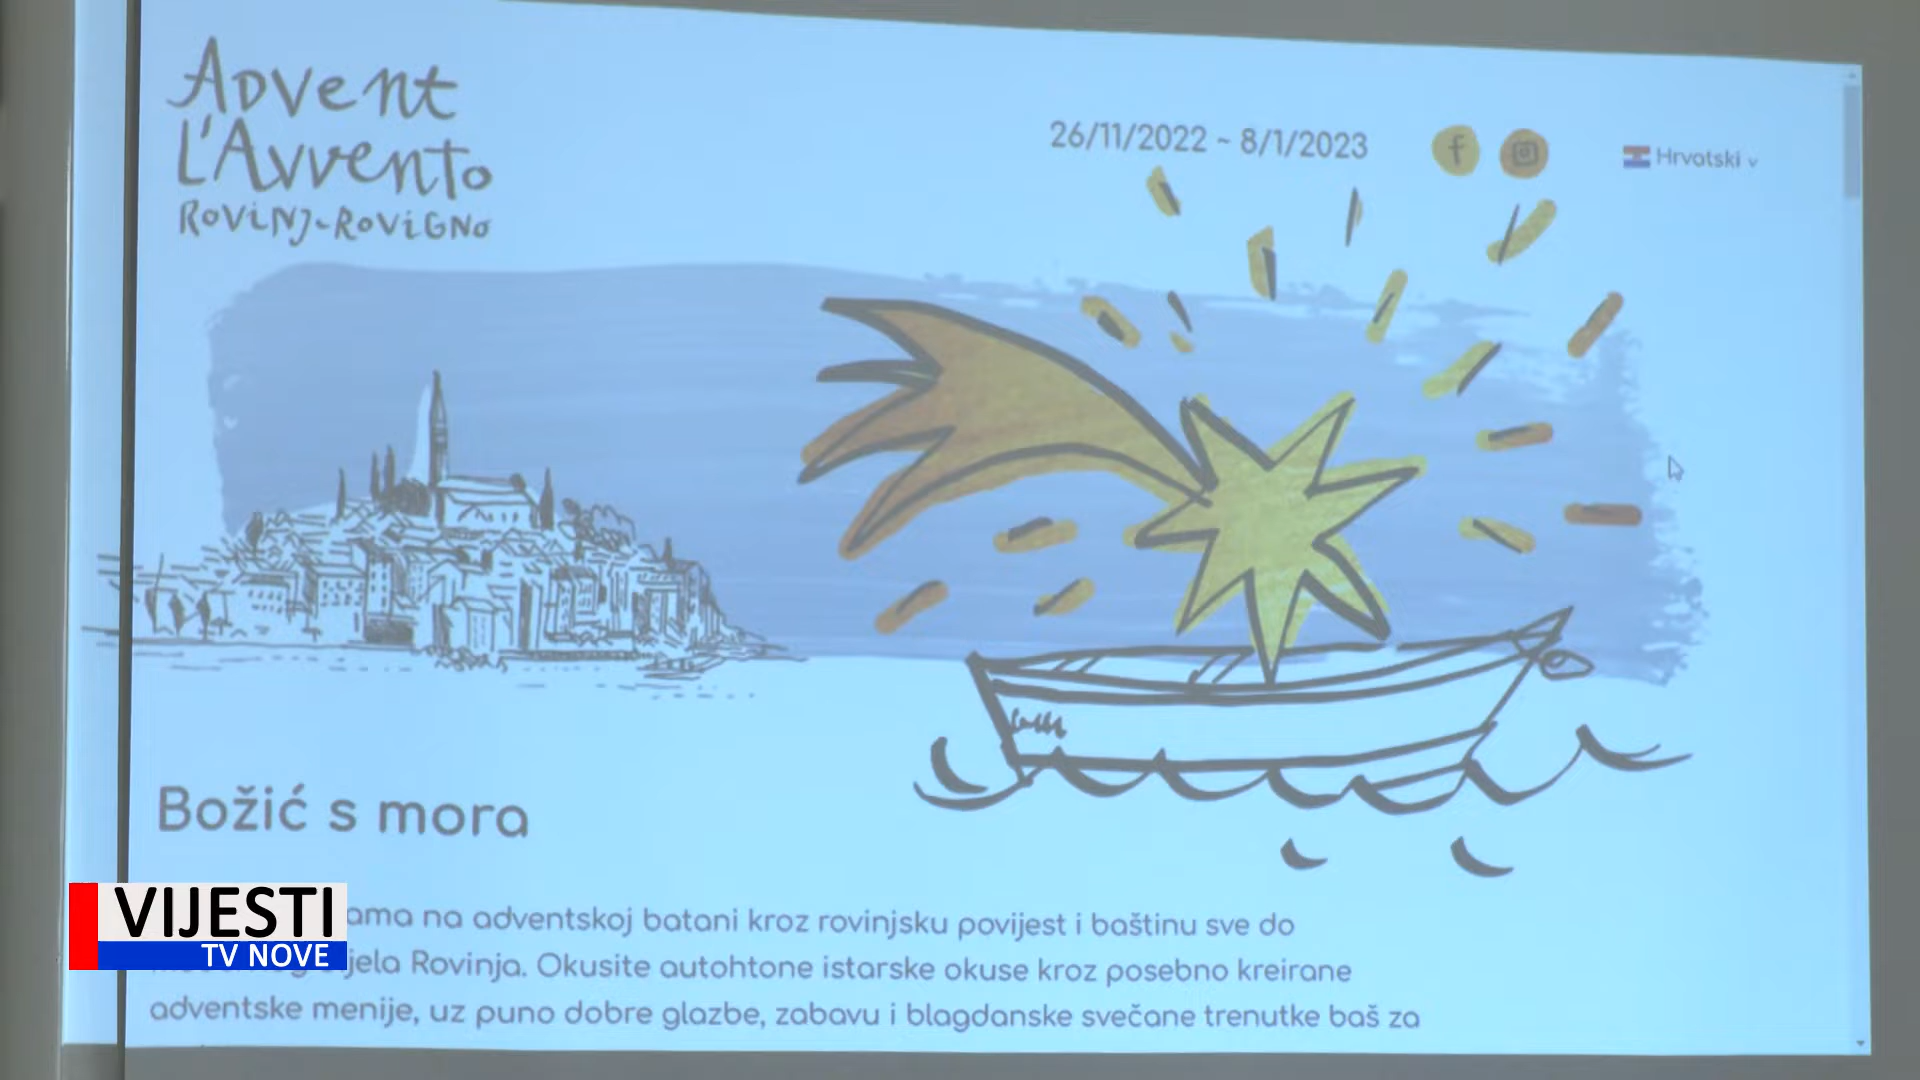 Advent
L'Avvento
Rovinj-Rovigno
26/11/2022 ~ 8/1/2023
Hrvatski
Božić s mora
na adventskoj batani kroz rovinjsku povijest i baštinu sve do
Rovinja. Okusite autohtone istarske okuse kroz posebno kreirane
adventske menije, uz puno dobre glazbe, zabavu i blagdanske svečane trenutke baš za
VIJESTI
TV NOVE